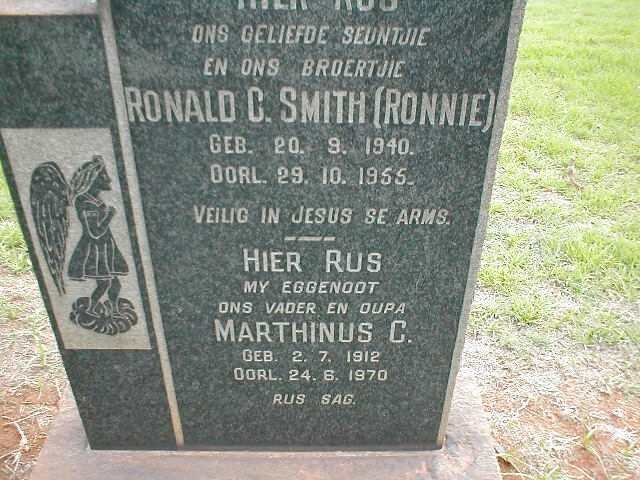 HIER RUS
ONS GELIEFDE SEUNTJIE
EN ONS BROERTJIE
RONALD C. SMITH (RONNIE)
GEB. 20. 9. 1940.
OORL. 29. 10. 1955.
VEILIG IN JESUS SE ARMS.
HIER RUS
MY EGGENOOT
ONS VADER EN OUPA
MARTHINUS C.
GEB. 2. 7. 1912
OORL. 24. 6. 1970
RUS SAG.